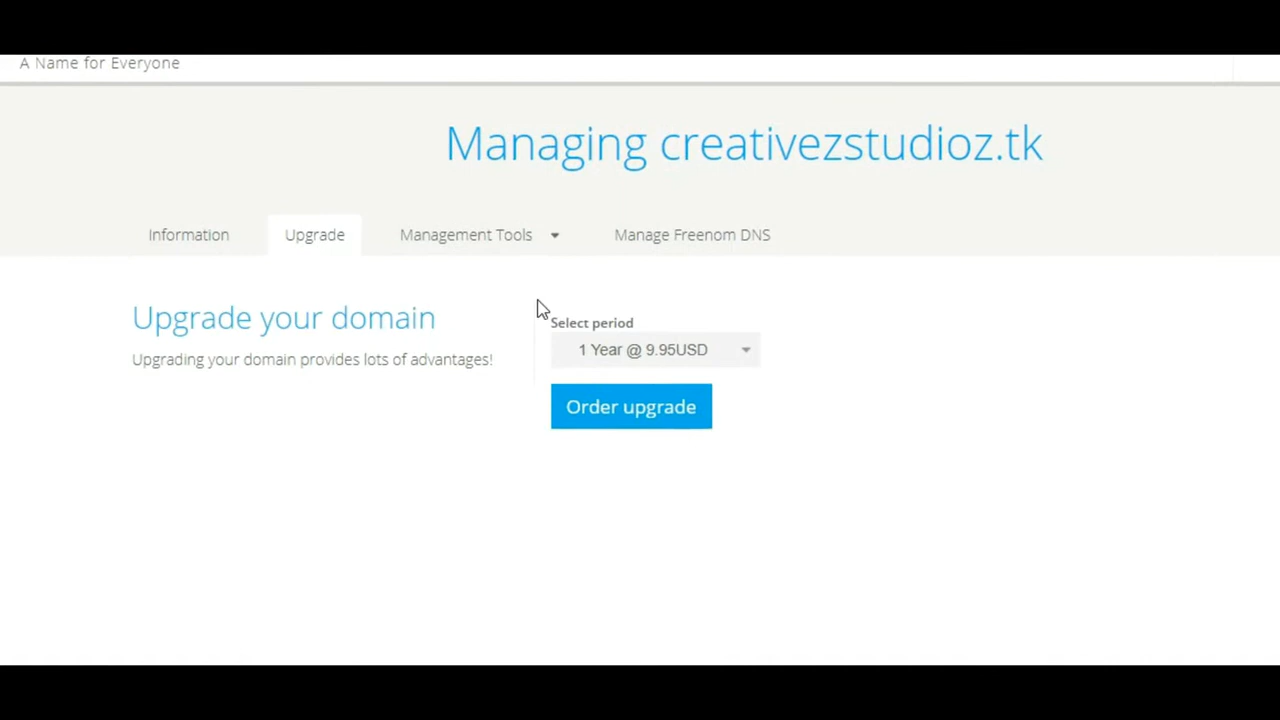 A Name for Everyone
Managing creativezstudioz.tk
Information Upgrade Management Tools Manage Freenom DNS
Upgrade your domain
Upgrading your domain provides lots of advantages!
Select period
1 Year @ 9.95USD
Order upgrade